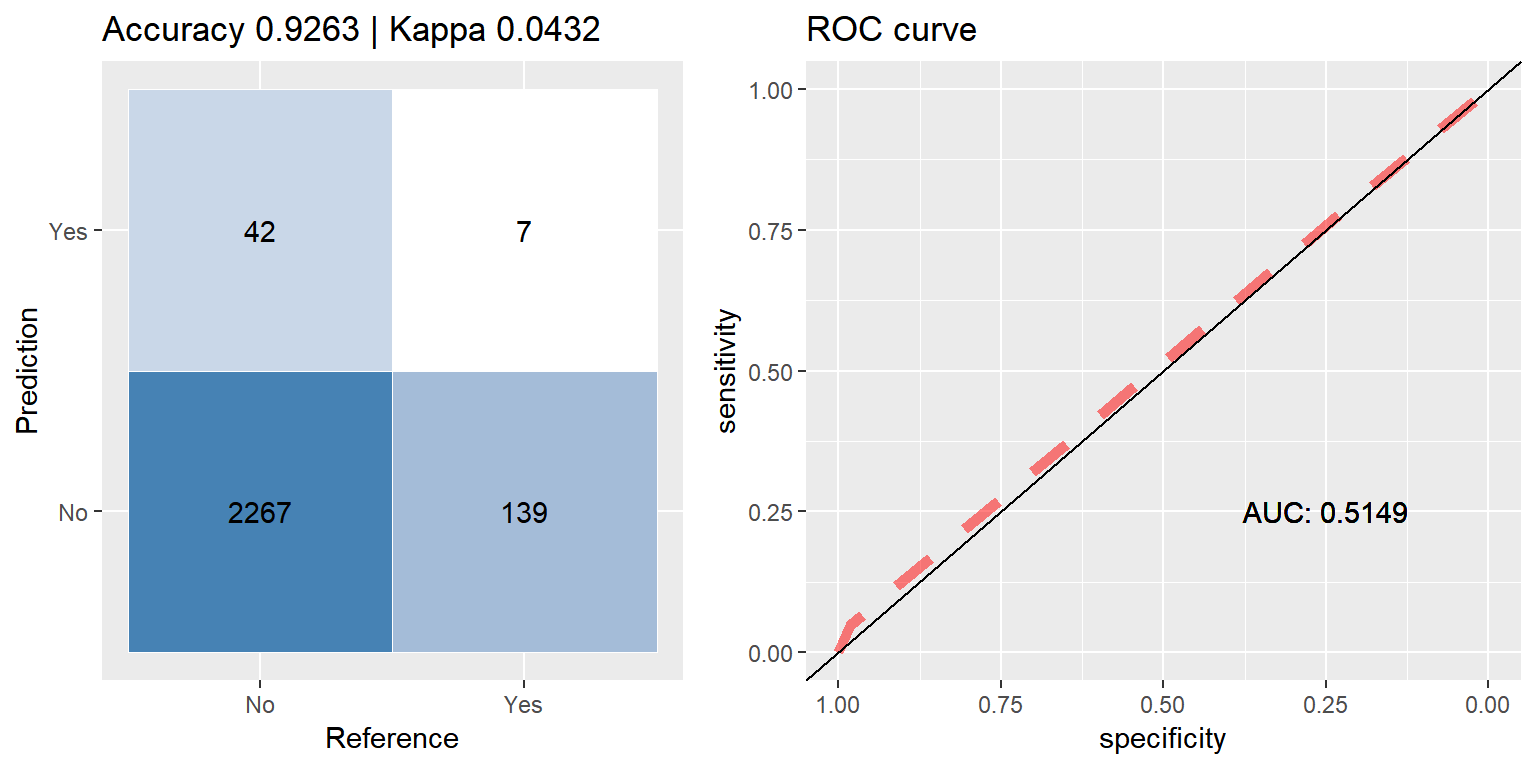 Accuracy 0.9263 | Kappa 0.0432
Yes
No
42
7
2267
139
No
Yes
Reference
Prediction
ROC curve
1.00
0.75
0.50
0.25
0.00
AUC: 0.5149
1.00
0.75
0.50
0.25
0.00
specificity
sensitivity